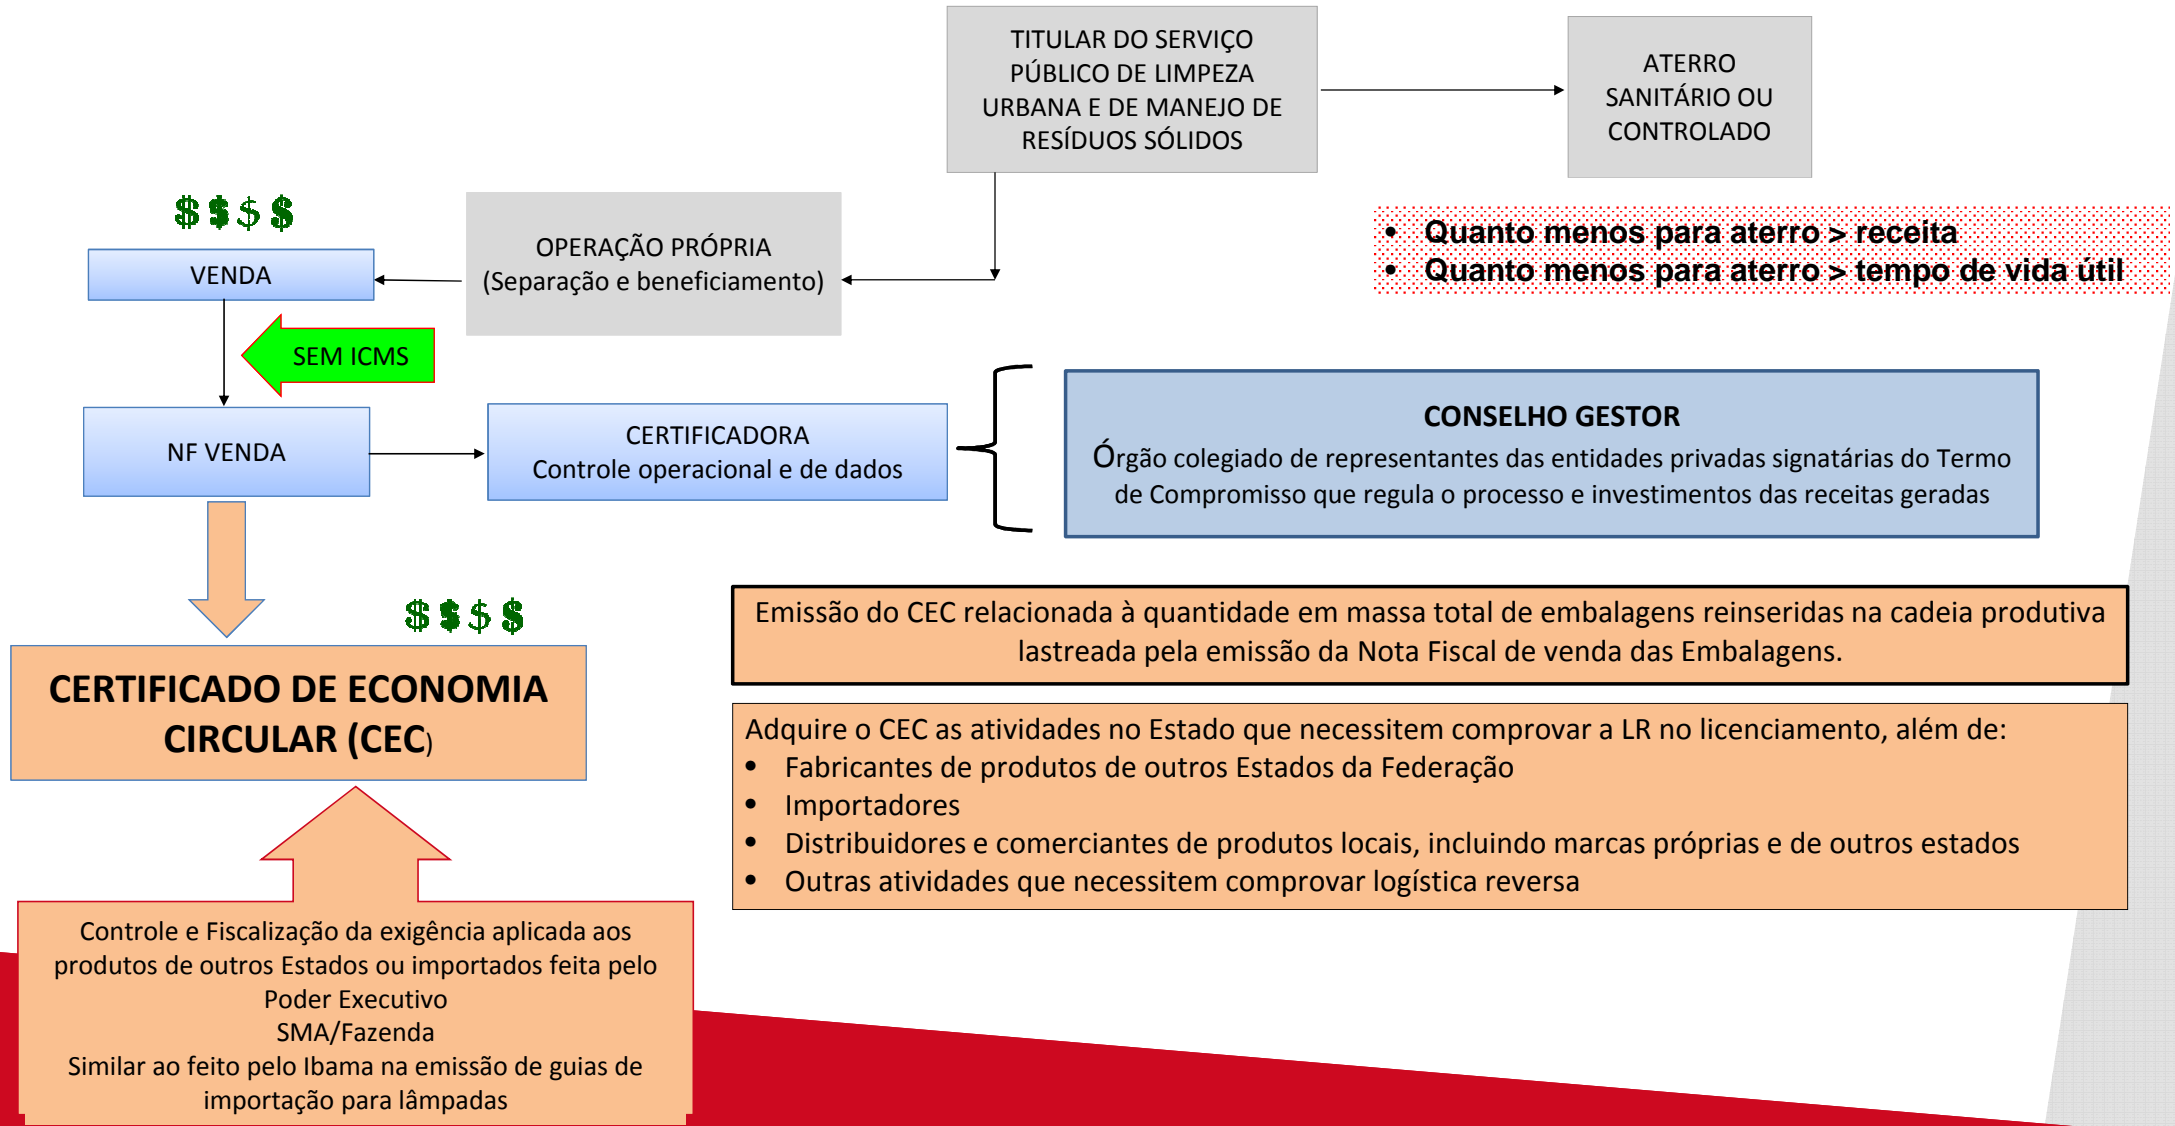 TITULAR DO SERVIÇO
PÚBLICO DE LIMPEZA
URBANA E DE MANEJO DE
RESÍDUOS SÓLIDOS
ATERRO
SANITÁRIO OU
CONTROLADO
$ $ $ $
OPERAÇÃO PRÓPRIA
(Separação e beneficiamento)
VENDA
• Quanto menos para aterro > receita
• Quanto menos para aterro > tempo de vida útil
SEM ICMS
NF VENDA
CERTIFICADORA
Controle operacional e de dados
CONSELHO GESTOR
Órgão colegiado de representantes das entidades privadas signatárias do Termo
de Compromisso que regula o processo e investimentos das receitas geradas
$ $ $ $
CERTIFICADO DE ECONOMIA
CIRCULAR (CEC)
Emissão do CEC relacionada à quantidade em massa total de embalagens reinseridas na cadeia produtiva
lastreada pela emissão da Nota Fiscal de venda das Embalagens.
Adquire o CEC as atividades no Estado que necessitem comprovar a LR no licenciamento, além de:
• Fabricantes de produtos de outros Estados da Federação
• Importadores
• Distribuidores e comerciantes de produtos locais, incluindo marcas próprias e de outros estados
• Outras atividades que necessitem comprovar logística reversa
Controle e Fiscalização da exigência aplicada aos
produtos de outros Estados ou importados feita pelo
Poder Executivo
SMA/Fazenda
Similar ao feito pelo Ibama na emissão de guias de
importação para lâmpadas